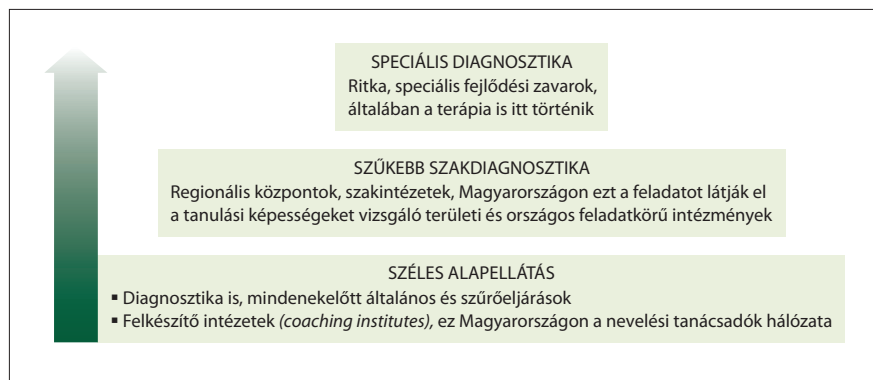 SPECIÁLIS DIAGNOSZTIKA
Ritka, speciális fejlődési zavarok,
általában a terápia is itt történik
SZŰKEBB SZAKDIAGNOSZTIKA
Regionális központok, szakintézetek, Magyarországon ezt a feladatot látják el
a tanulási képességeket vizsgáló területi és országos feladatkörű intézmények
SZÉLES ALAPELLÁTÁS
▪ Diagnosztika is, mindenekelőtt általános és szűrőeljárások
▪ Felkészítő intézetek (coaching institutes), ez Magyarországon a nevelési tanácsadók hálózata